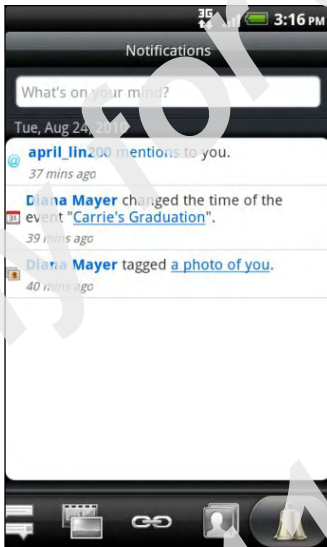 3G
3:16 PM
Notifications
What's on your mind?
Tue, Aug 24, 2010
april_lin200 mentions to you.
37 mins ago
Diana Mayer changed the time of the
31
event "Carrie's Graduation".
39 mins ago
Diana Mayer tagged a photo of you.
40 mins ago